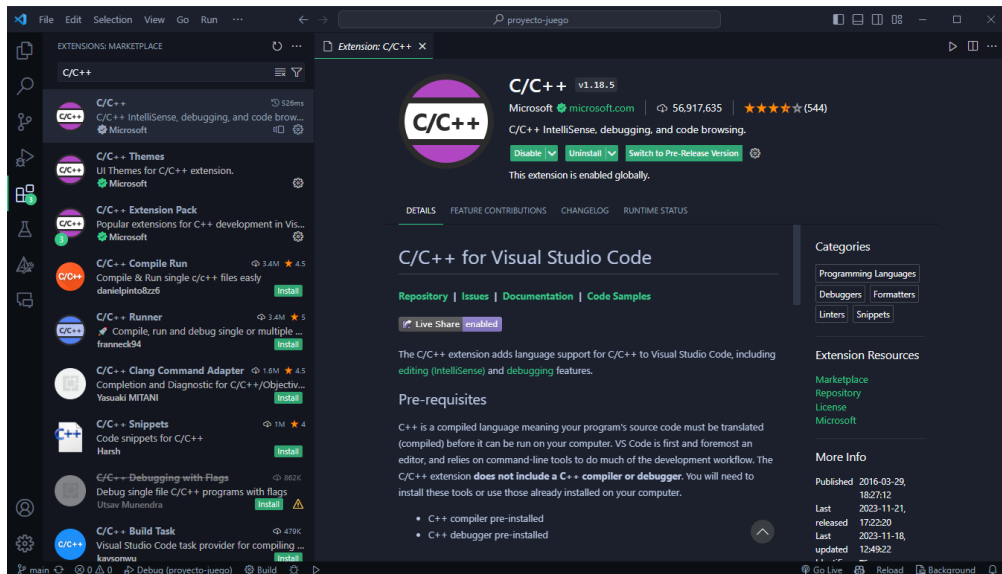 File Edit Selection View Go Run ···
proyecto-juego
EXTENSIONS: MARKETPLACE
C/C++
C/C++
C/C++ 526ms
C/C++ IntelliSense, debugging, and code brow...
Microsoft
C/C++
C/C++ Themes
UI Themes for C/C++ extension.
Microsoft
C/C++
3
C/C++ Extension Pack
Popular extensions for C++ development in Vis...
Microsoft
3
C/C++
C/C++ Compile Run 3.4M ★ 4.5
Compile & Run single c/c++ files easly
danielpinto8zz6 Install
C/C++
C/C++ Runner 3.4M ★ 5
🚀 Compile, run and debug single or multiple ...
franneck94 Install
C/C++ Clang Command Adapter 1.6M ★ 4.5
Completion and Diagnostic for C/C++/Objectiv...
Yasuaki MITANI Install
C++
C/C++ Snippets 1M ★ 4
Code snippets for C/C++
Harsh Install
C/C++ Debugging with Flags 862K
Debug single file C/C++ programs with flags
Utsav Munendra Install
C/C++
C/C++ Build Task 479K
Visual Studio Code task provider for compiling ...
kaysonwu Install
Extension: C/C++
C/C++
C/C++ v1.18.5
Microsoft microsoft.com | 56,917,635 | ★★★★☆ (544)
C/C++ IntelliSense, debugging, and code browsing.
Disable Uninstall Switch to Pre-Release Version
This extension is enabled globally.
DETAILS FEATURE CONTRIBUTIONS CHANGELOG RUNTIME STATUS
C/C++ for Visual Studio Code
Repository | Issues | Documentation | Code Samples
Live Share enabled
The C/C++ extension adds language support for C/C++ to Visual Studio Code, including
editing (IntelliSense) and debugging features.
Pre-requisites
C++ is a compiled language meaning your program's source code must be translated
(compiled) before it can be run on your computer. VS Code is first and foremost an
editor, and relies on command-line tools to do much of the development workflow. The
C/C++ extension does not include a C++ compiler or debugger. You will need to
install these tools or use those already installed on your computer.
• C++ compiler pre-installed
• C++ debugger pre-installed
Categories
Programming Languages
Debuggers Formatters
Linters Snippets
Extension Resources
Marketplace
Repository
License
Microsoft
More Info
Published 2016-03-29,
18:27:12
Last 2023-11-21,
released 17:22:20
Last 2023-11-18,
updated 12:49:22
main 0 0 Debug (proyecto-juego) Build Go Live Reload Background